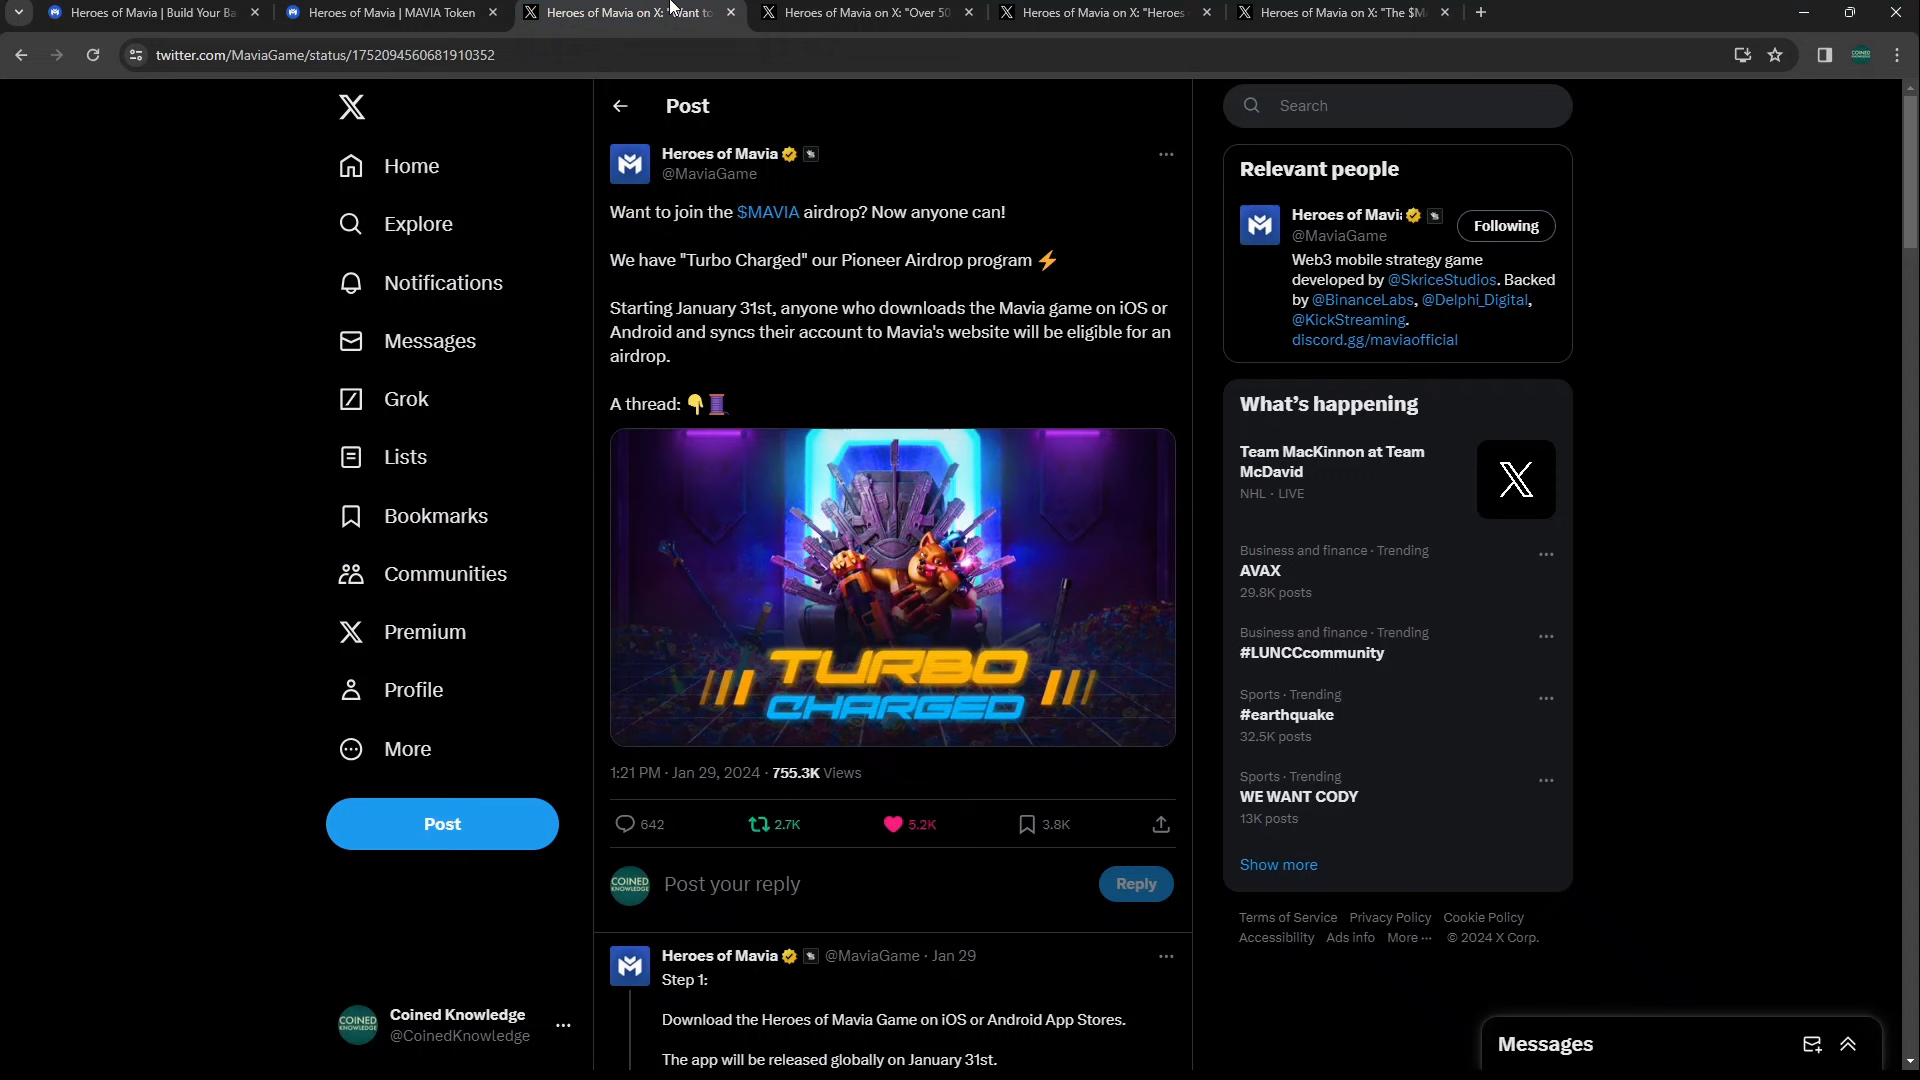 Heroes of Mavia | Build Your Ba
Heroes of Mavia | MAVIA Token
Heroes of Mavia on X: "Want to
Heroes of Mavia on X: "Over 50
Heroes of Mavia on X: "Heroes
Heroes of Mavia on X: "The $M
twitter.com/MaviaGame/status/1752094560681910352
Home
Explore
Notifications
Messages
Grok
Lists
Bookmarks
Communities
Premium
Profile
More
Post
Coined Knowledge
@CoinedKnowledge
Post
Heroes of Mavia
@MaviaGame
Want to join the $MAVIA airdrop? Now anyone can!
We have "Turbo Charged" our Pioneer Airdrop program ⚡
Starting January 31st, anyone who downloads the Mavia game on iOS or
Android and syncs their account to Mavia's website will be eligible for an
airdrop.
A thread: 👇🧵
TURBO
CHARGED
1:21 PM · Jan 29, 2024 · 755.3K Views
642 2.7K 5.2K 3.8K
COINED
KNOWLEDGE
Post your reply
Reply
Heroes of Mavia @MaviaGame · Jan 29
Step 1:
Download the Heroes of Mavia Game on iOS or Android App Stores.
The app will be released globally on January 31st.
Search
Relevant people
Heroes of Mavi
@MaviaGame
Following
Web3 mobile strategy game
developed by @SkriceStudios. Backed
by @BinanceLabs, @Delphi_Digital,
@KickStreaming.
discord.gg/maviaofficial
What's happening
Team MacKinnon at Team
McDavid
NHL · LIVE
Business and finance · Trending
AVAX
29.8K posts
Business and finance · Trending
#LUNCCcommunity
Sports · Trending
#earthquake
32.5K posts
Sports · Trending
WE WANT CODY
13K posts
Show more
Terms of Service Privacy Policy Cookie Policy
Accessibility Ads info More ··· © 2024 X Corp.
Messages
COINED
KNOWLEDGE